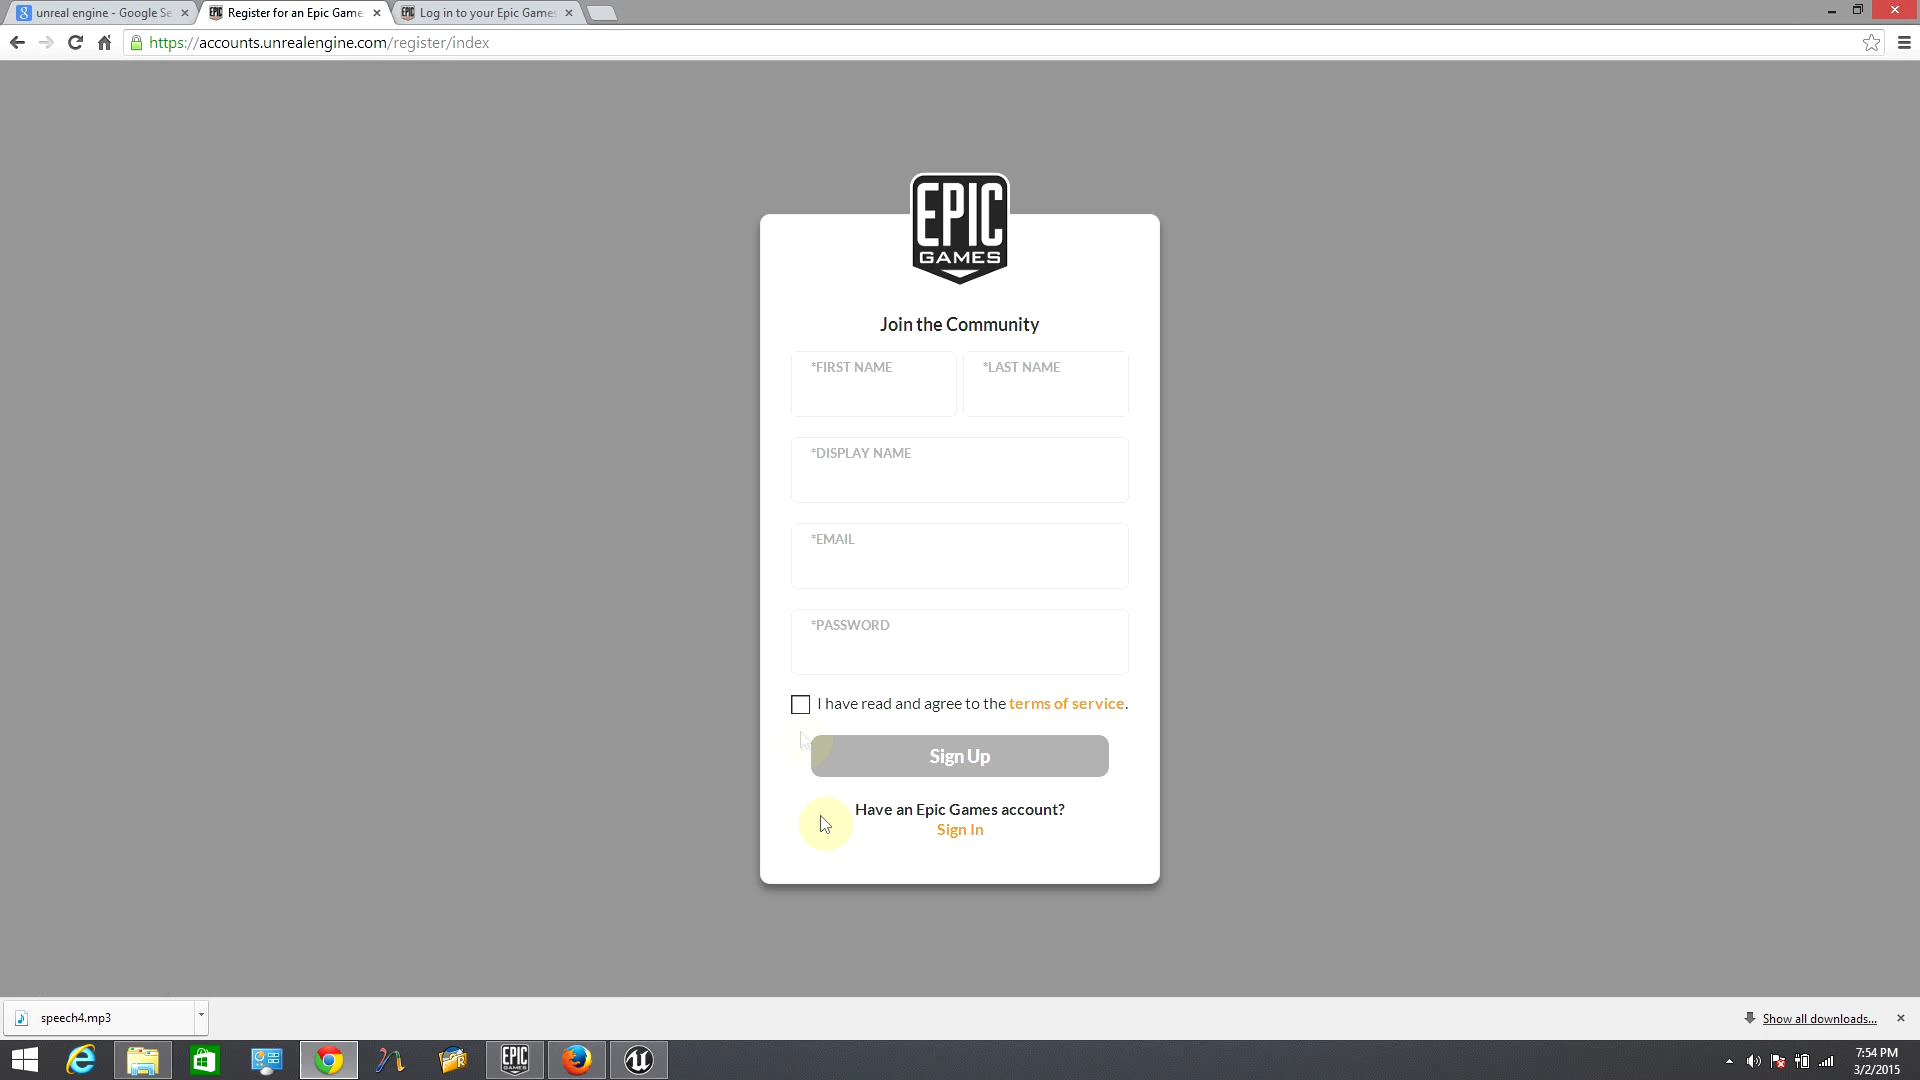 unreal engine - Google Se
Register for an Epic Game
Log in to your Epic Games
https://accounts.unrealengine.com/register/index
EPIC
GAMES
Join the Community
*FIRST NAME
*LAST NAME
*DISPLAY NAME
*EMAIL
*PASSWORD
I have read and agree to the terms of service.
Sign Up
Have an Epic Games account?
Sign In
speech4.mp3
Show all downloads...
EPIC
GAMES
7:54 PM
3/2/2015